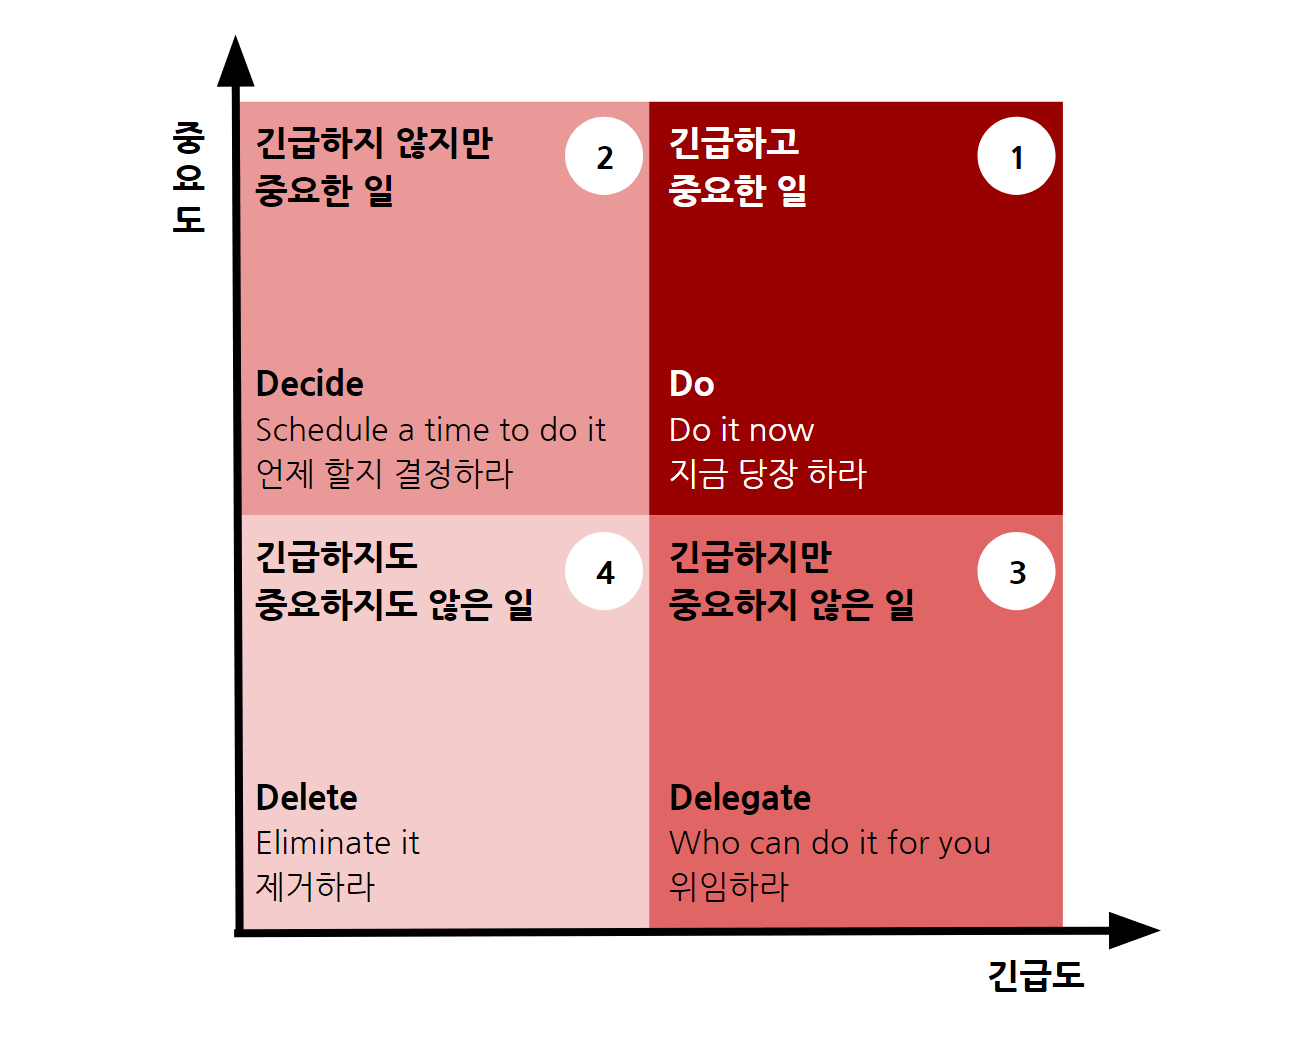 중
요
도
긴급하지 않지만
중요한 일
2
Decide
Schedule a time to do it
언제 할지 결정하라
긴급하고
중요한 일
1
Do
Do it now
지금 당장 하라
긴급하지도
중요하지도 않은 일
4
Delete
Eliminate it
제거하라
긴급하지만
중요하지 않은 일
3
Delegate
Who can do it for you
위임하라
긴급도